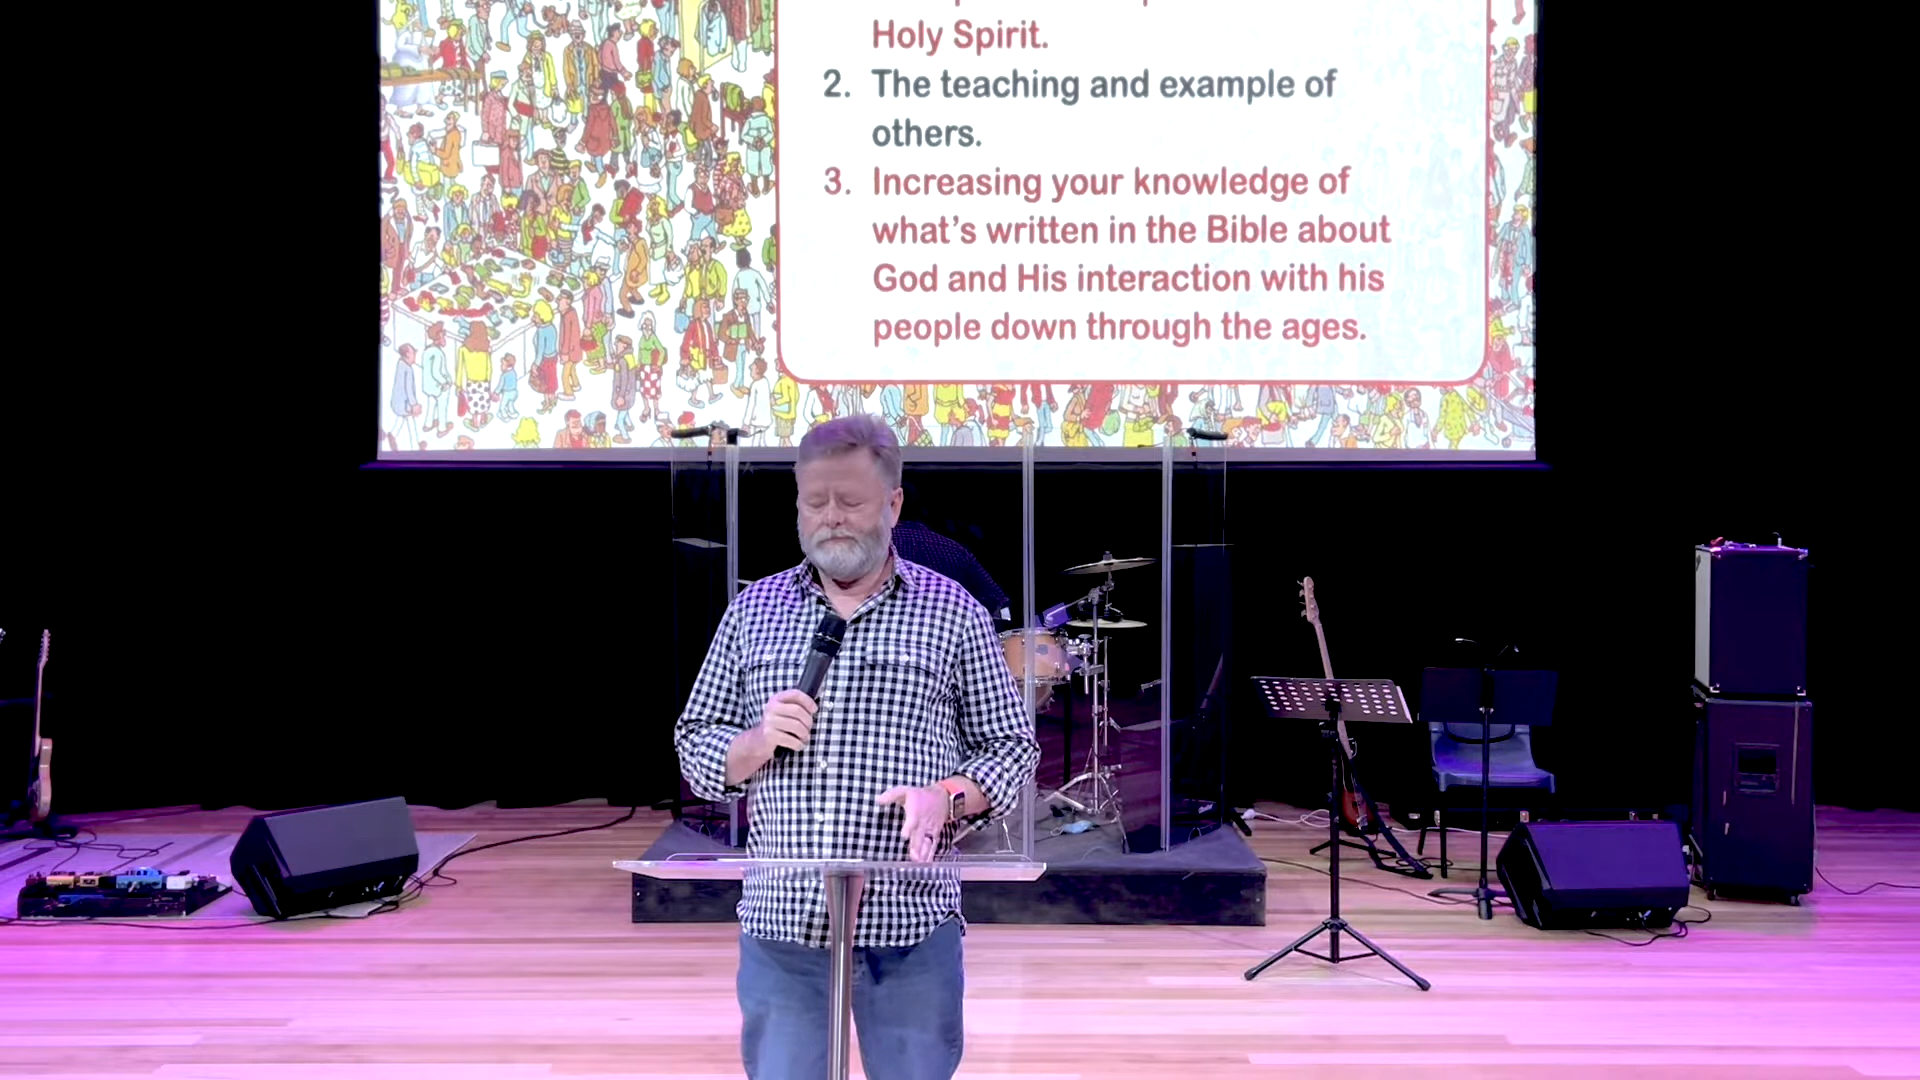 Holy Spirit.
2. The teaching and example of
others.
3. Increasing your knowledge of
what's written in the Bible about
God and His interaction with his
people down through the ages.